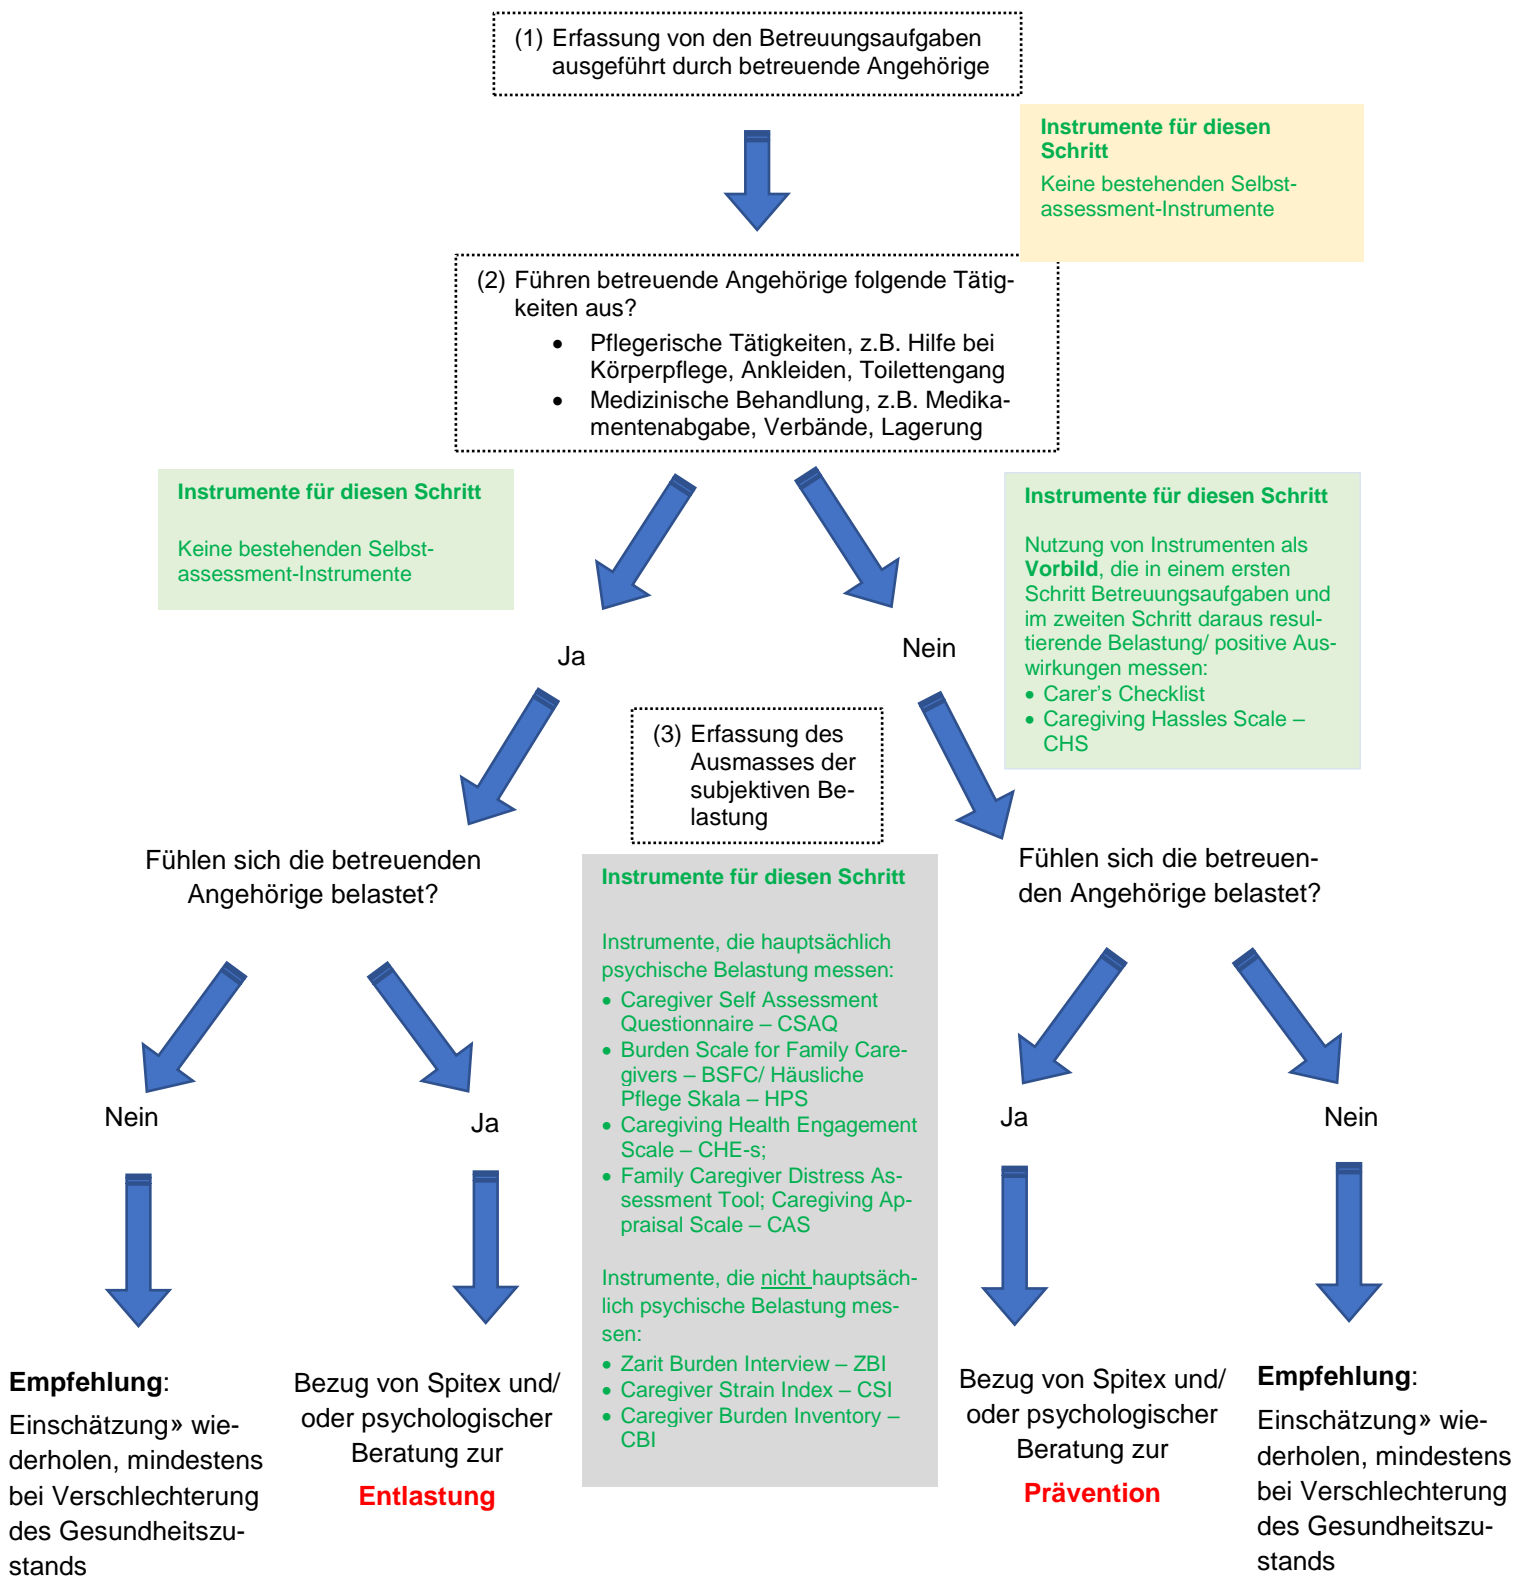 (1) Erfassung von den Betreuungsaufgaben
ausgeführt durch betreuende Angehörige
Instrumente für diesen
Schritt
Keine bestehenden Selbst-
assessment-Instrumente
(2) Führen betreuende Angehörige folgende Tätig-
keiten aus?
• Pflegerische Tätigkeiten, z.B. Hilfe bei
Körperpflege, Ankleiden, Toilettengang
• Medizinische Behandlung, z.B. Medika-
mentenabgabe, Verbände, Lagerung
Instrumente für diesen Schritt
Keine bestehenden Selbst-
assessment-Instrumente
Instrumente für diesen Schritt
Nutzung von Instrumenten als
Vorbild, die in einem ersten
Schritt Betreuungsaufgaben und
im zweiten Schritt daraus resul-
tierende Belastung/ positive Aus-
wirkungen messen:
• Carer’s Checklist
• Caregiving Hassles Scale –
CHS
Ja
Nein
(3) Erfassung des
Ausmasses der
subjektiven Be-
lastung
Fühlen sich die betreuenden
Angehörige belastet?
Fühlen sich die betreuen-
den Angehörige belastet?
Instrumente für diesen Schritt
Instrumente, die hauptsächlich
psychische Belastung messen:
• Caregiver Self Assessment
Questionnaire – CSAQ
• Burden Scale for Family Care-
givers – BSFC/ Häusliche
Pflege Skala – HPS
• Caregiving Health Engagement
Scale – CHE-s;
• Family Caregiver Distress As-
sessment Tool; Caregiving Ap-
praisal Scale – CAS
Instrumente, die nicht hauptsäch-
lich psychische Belastung mes-
sen:
• Zarit Burden Interview – ZBI
• Caregiver Strain Index – CSI
• Caregiver Burden Inventory –
CBI
Nein
Ja
Ja
Nein
Empfehlung:
Einschätzung» wie-
derholen, mindestens
bei Verschlechterung
des Gesundheitszu-
stands
Bezug von Spitex und/
oder psychologischer
Beratung zur
Entlastung
Bezug von Spitex und/
oder psychologischer
Beratung zur
Prävention
Empfehlung:
Einschätzung» wie-
derholen, mindestens
bei Verschlechterung
des Gesundheitszu-
stands